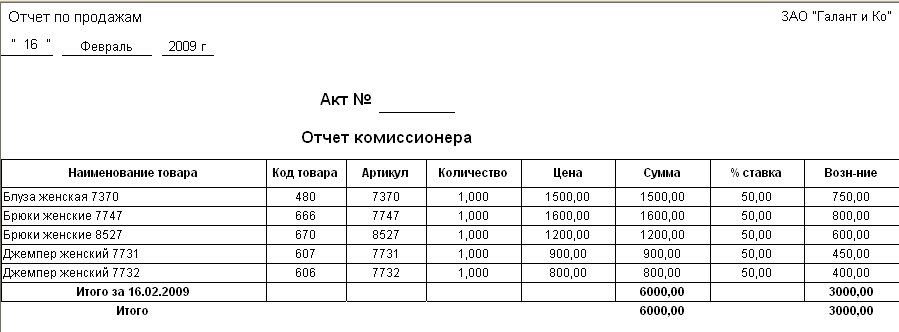 Отчет по продажам ЗАО "Галант и Ко"
" 16 " Февраль 2009 г
Акт № ________
Отчет комиссионера
Наименование товара Код товара Артикул Количество Цена Сумма % ставка Возн-ние
Блуза женская 7370 480 7370 1,000 1500,00 1500,00 50,00 750,00
Брюки женские 7747 666 7747 1,000 1600,00 1600,00 50,00 800,00
Брюки женские 8527 670 8527 1,000 1200,00 1200,00 50,00 600,00
Джемпер женский 7731 607 7731 1,000 900,00 900,00 50,00 450,00
Джемпер женский 7732 606 7732 1,000 800,00 800,00 50,00 400,00
Итого за 16.02.2009 6000,00 3000,00
Итого 6000,00 3000,00